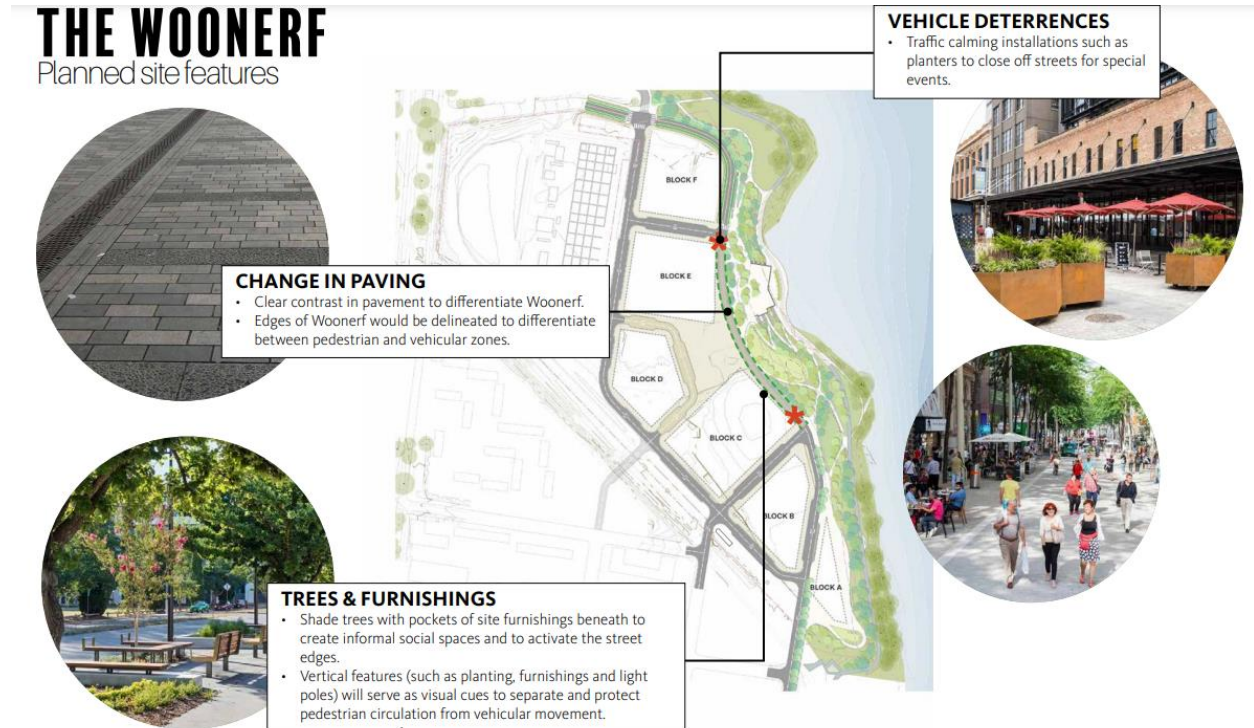 THE WOONERF
Planned site features
VEHICLE DETERRENCES
• Traffic calming installations such as
planters to close off streets for special
events.
CHANGE IN PAVING
• Clear contrast in pavement to differentiate Woonerf.
• Edges of Woonerf would be delineated to differentiate
between pedestrian and vehicular zones.
BLOCK F
BLOCK E
BLOCK D
BLOCK C
BLOCK B
BLOCK A
TREES & FURNISHINGS
• Shade trees with pockets of site furnishings beneath to
create informal social spaces and to activate the street
edges.
• Vertical features (such as planting, furnishings and light
poles) will serve as visual cues to separate and protect
pedestrian circulation from vehicular movement.